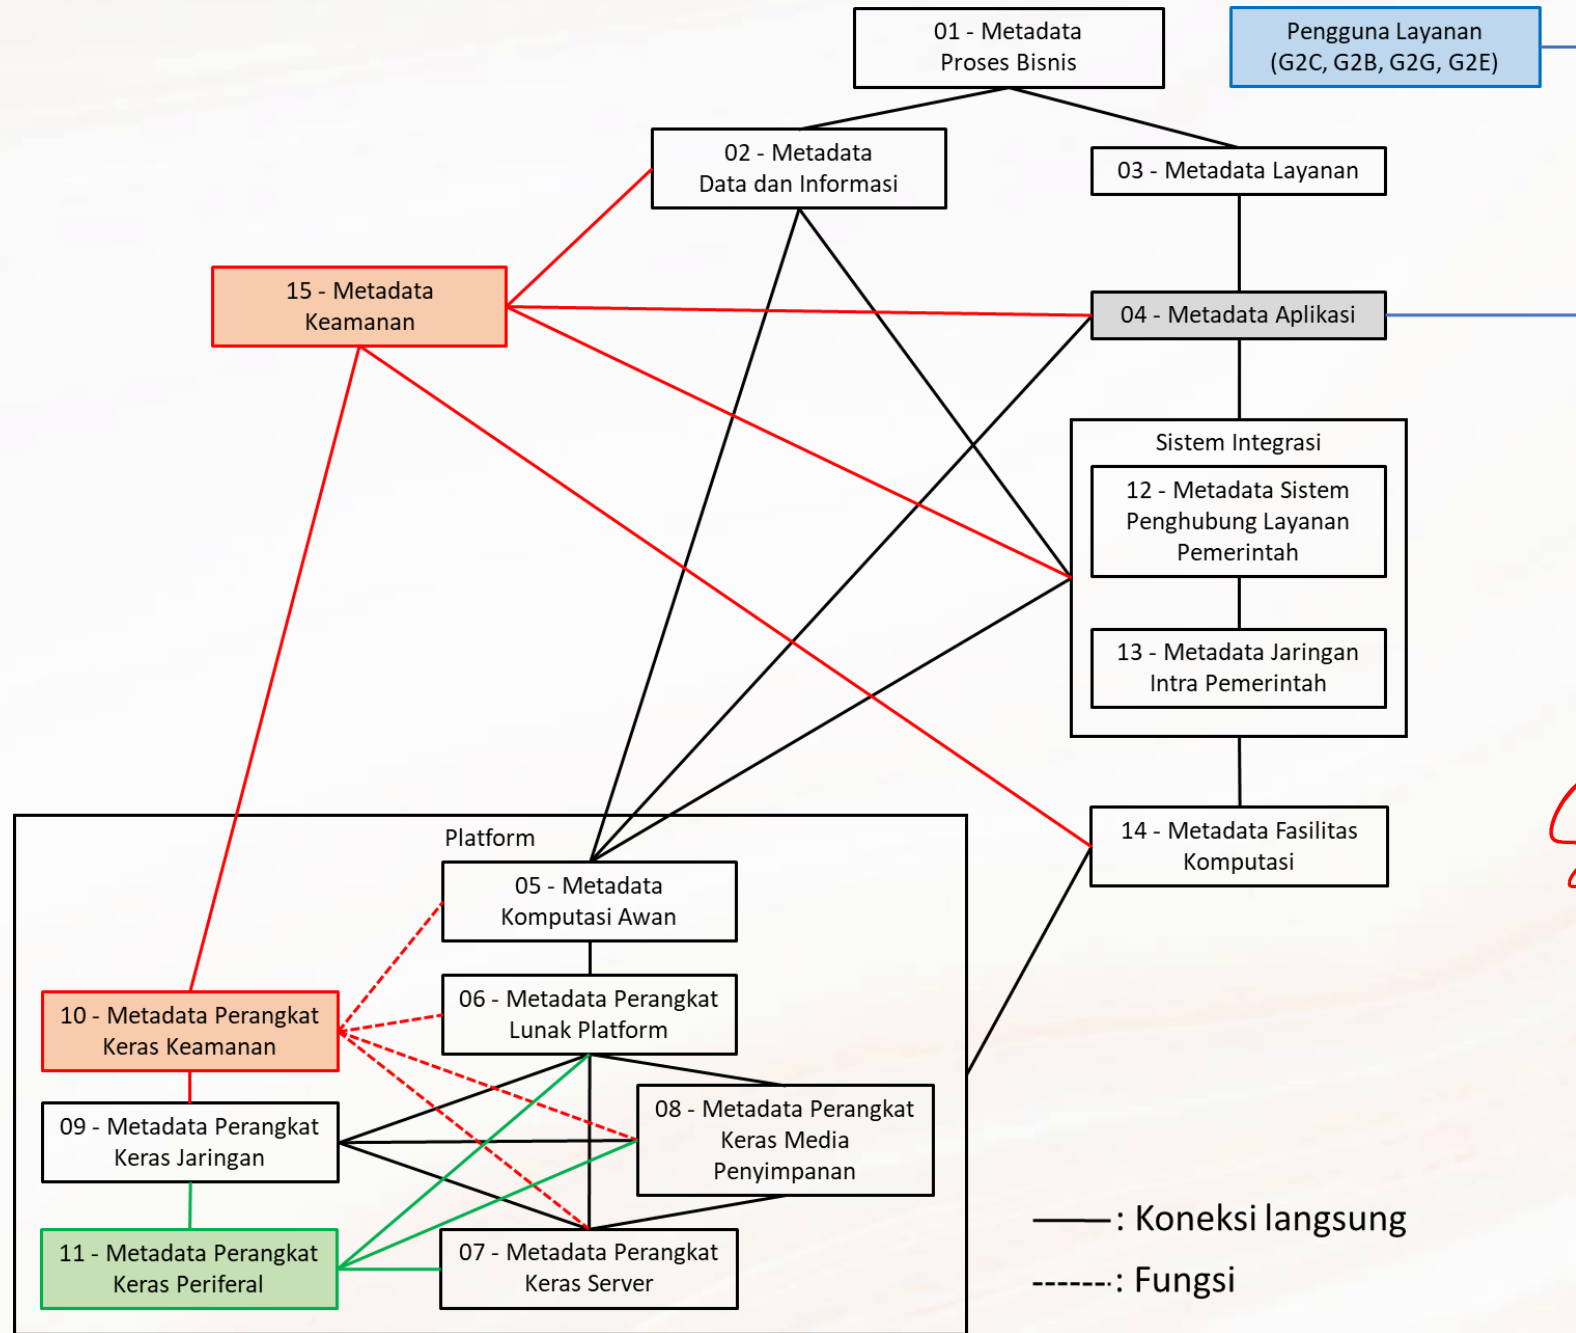 01 - Metadata
Proses Bisnis
Pengguna Layanan
(G2C, G2B, G2G, G2E)
02 - Metadata
Data dan Informasi
03 - Metadata Layanan
15 - Metadata
Keamanan
04 - Metadata Aplikasi
Sistem Integrasi
12 - Metadata Sistem
Penghubung Layanan
Pemerintah
13 - Metadata Jaringan
Intra Pemerintah
14 - Metadata Fasilitas
Komputasi
Platform
05 - Metadata
Komputasi Awan
06 - Metadata Perangkat
Lunak Platform
10 - Metadata Perangkat
Keras Keamanan
08 - Metadata Perangkat
Keras Media
Penyimpanan
09 - Metadata Perangkat
Keras Jaringan
11 - Metadata Perangkat
Keras Periferal
07 - Metadata Perangkat
Keras Server
: Koneksi langsung
: Fungsi